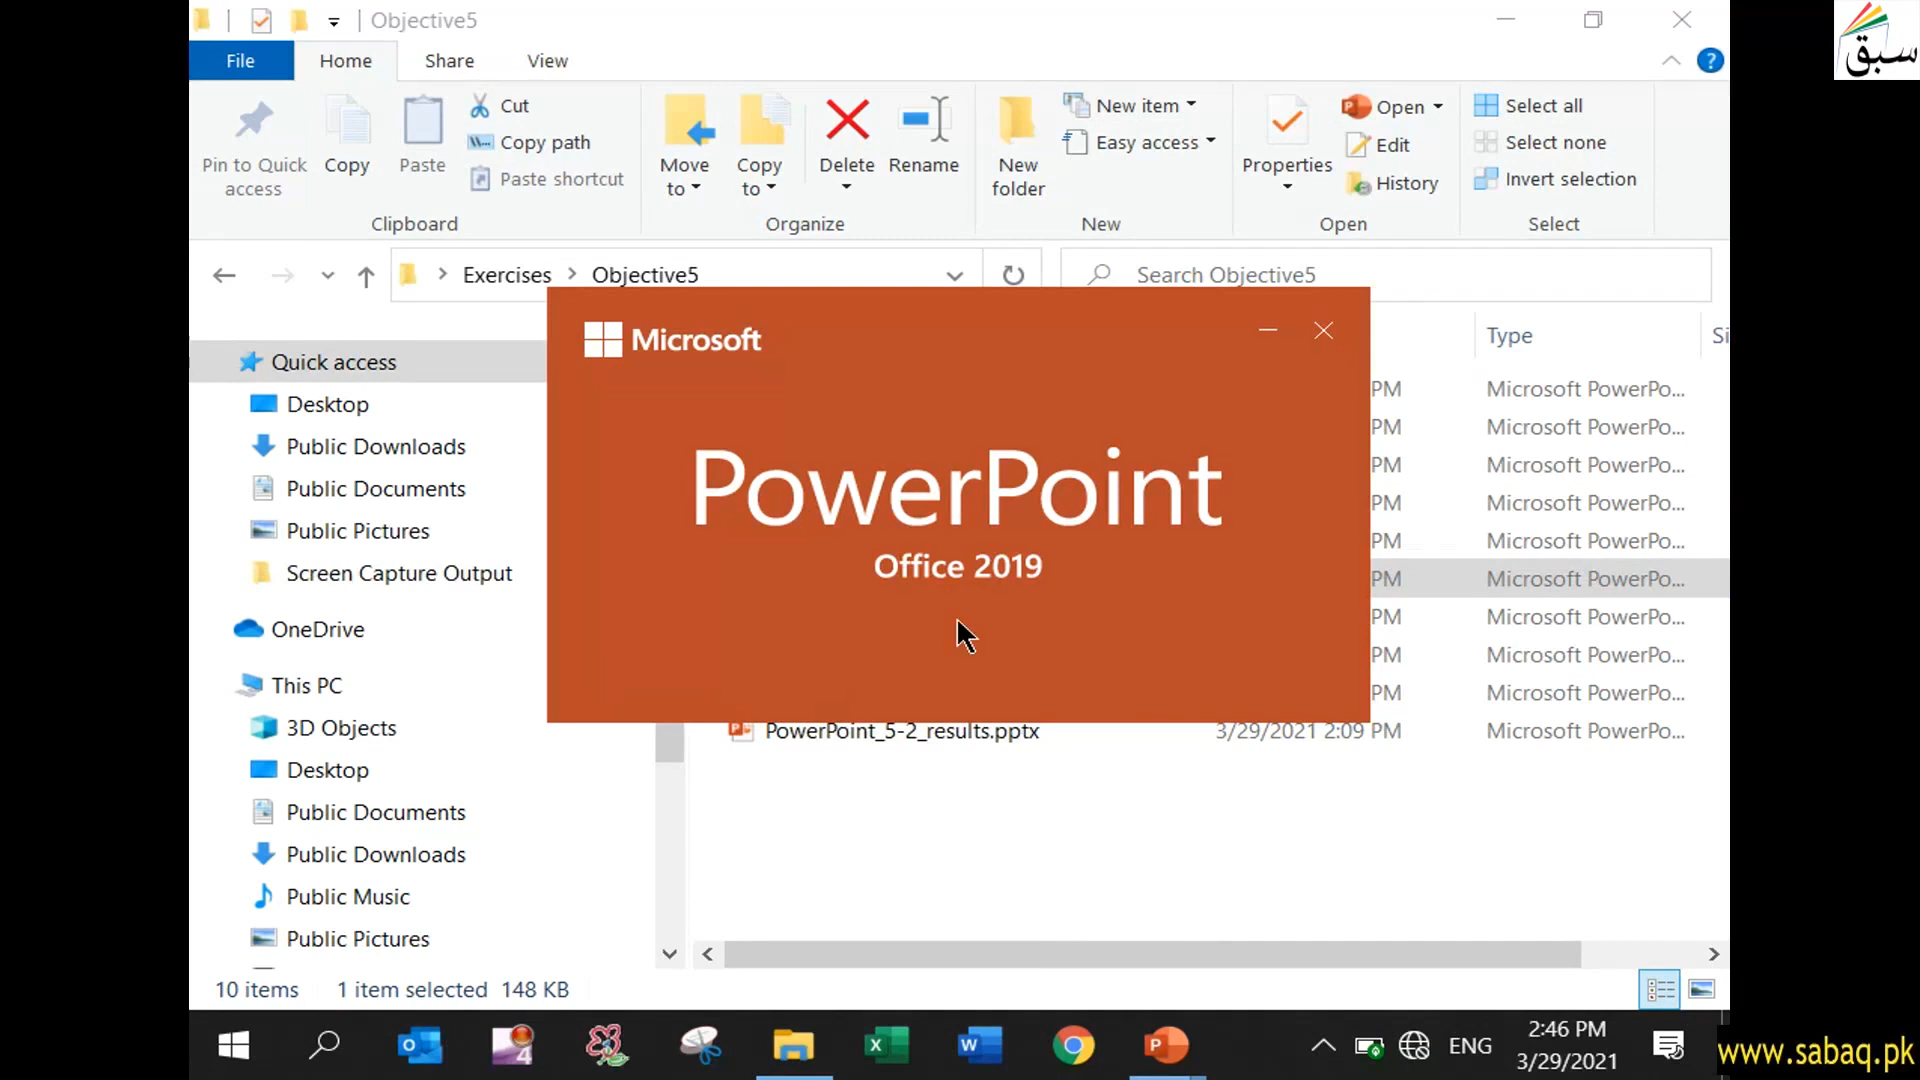 Objective5
سبق
File Home Share View
Pin to Quick access
Copy
Paste
Cut
Copy path
Paste shortcut
Clipboard
Move to
Copy to
Delete
Rename
Organize
New folder
New item
Easy access
New
Properties
Open
Edit
History
Open
Select all
Select none
Invert selection
Select
Exercises Objective5
Search Objective5
Type
Si
Quick access
Desktop
Public Downloads
Public Documents
Public Pictures
Screen Capture Output
OneDrive
This PC
3D Objects
Desktop
Public Documents
Public Downloads
Public Music
Public Pictures
Microsoft
PowerPoint
Office 2019
PM Microsoft PowerPo...
PM Microsoft PowerPo...
PM Microsoft PowerPo...
PM Microsoft PowerPo...
PM Microsoft PowerPo...
PM Microsoft PowerPo...
PM Microsoft PowerPo...
PM Microsoft PowerPo...
PM Microsoft PowerPo...
PowerPoint_5-2_results.pptx 3/29/2021 2:09 PM Microsoft PowerPo...
10 items 1 item selected 148 KB
ENG
2:46 PM
3/29/2021
www.sabaq.pk